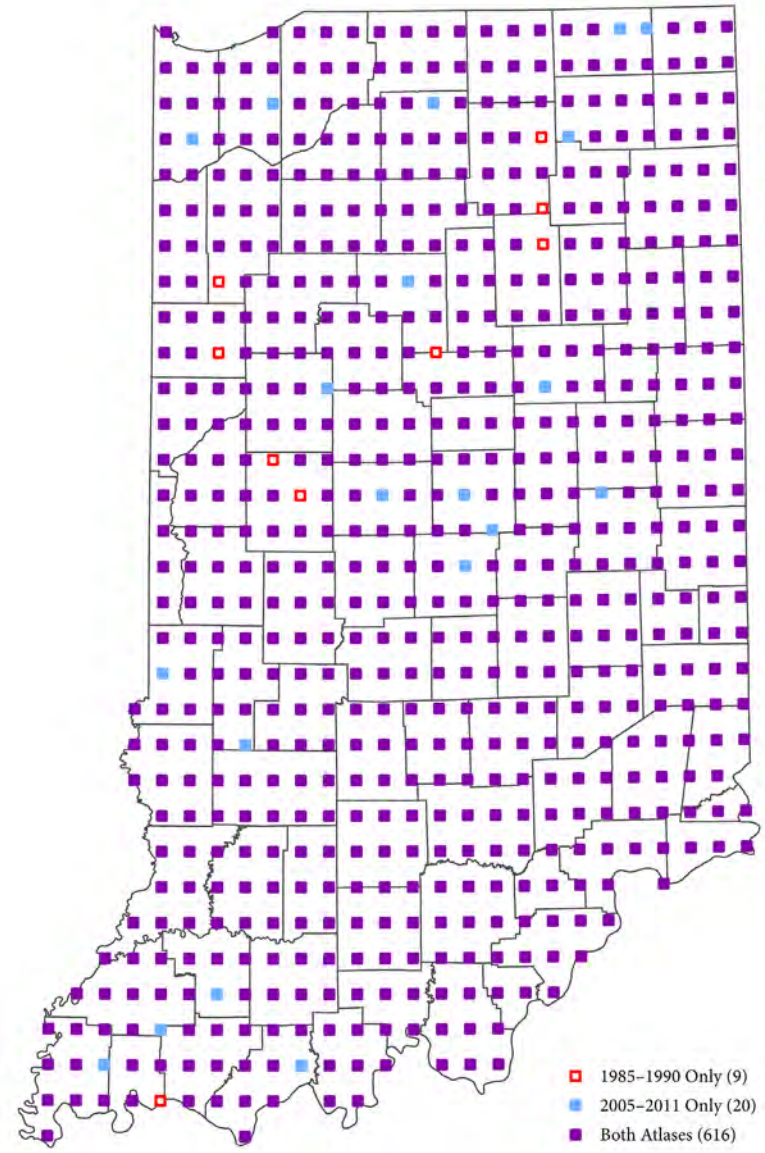 1985–1990 Only (9)
2005–2011 Only (20)
Both Atlases (616)